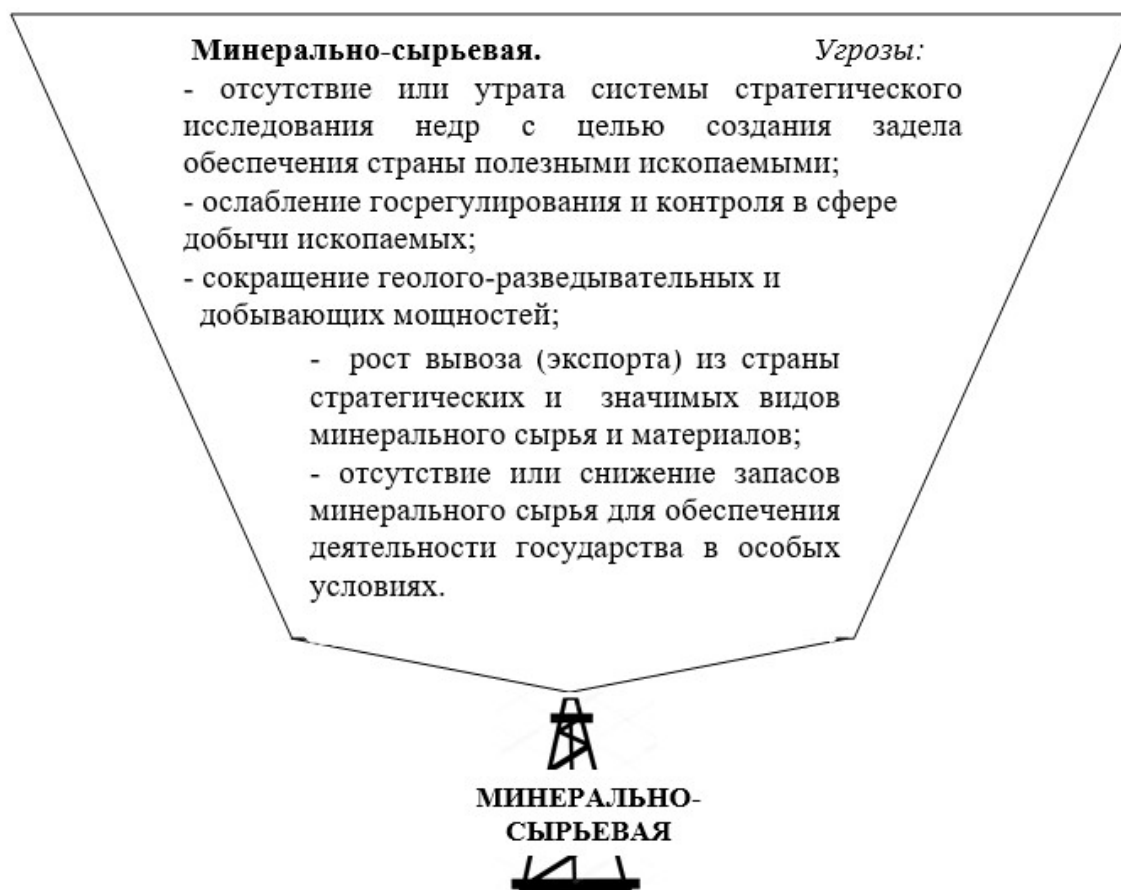 Минерально-сырьевая. Угрозы:
- отсутствие или утрата системы стратегического
исследования недр с целью создания задела
обеспечения страны полезными ископаемыми;
- ослабление госрегулирования и контроля в сфере
добычи ископаемых;
- сокращение геолого-разведывательных и
добывающих мощностей;
- рост вывоза (экспорта) из страны
стратегических и значимых видов
минерального сырья и материалов;
- отсутствие или снижение запасов
минерального сырья для обеспечения
деятельности государства в особых
условиях.
МИНЕРАЛЬНО-
СЫРЬЕВАЯ